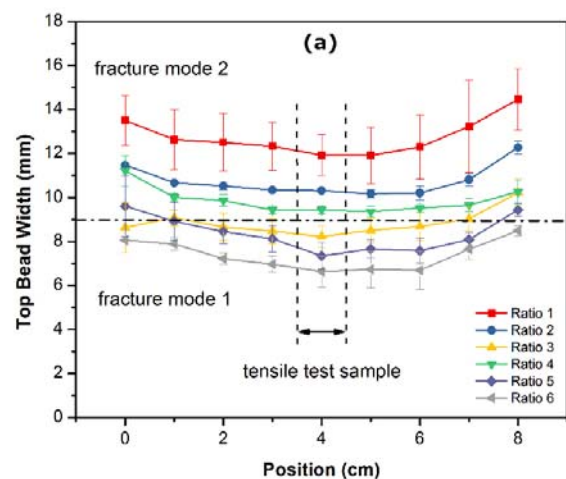 (a)
fracture mode 2
fracture mode 1
tensile test sample
Top Bead Width (mm)
18
16
14
12
10
8
6
4
2
0
0
2
4
6
8
Position (cm)
Ratio 1
Ratio 2
Ratio 3
Ratio 4
Ratio 5
Ratio 6